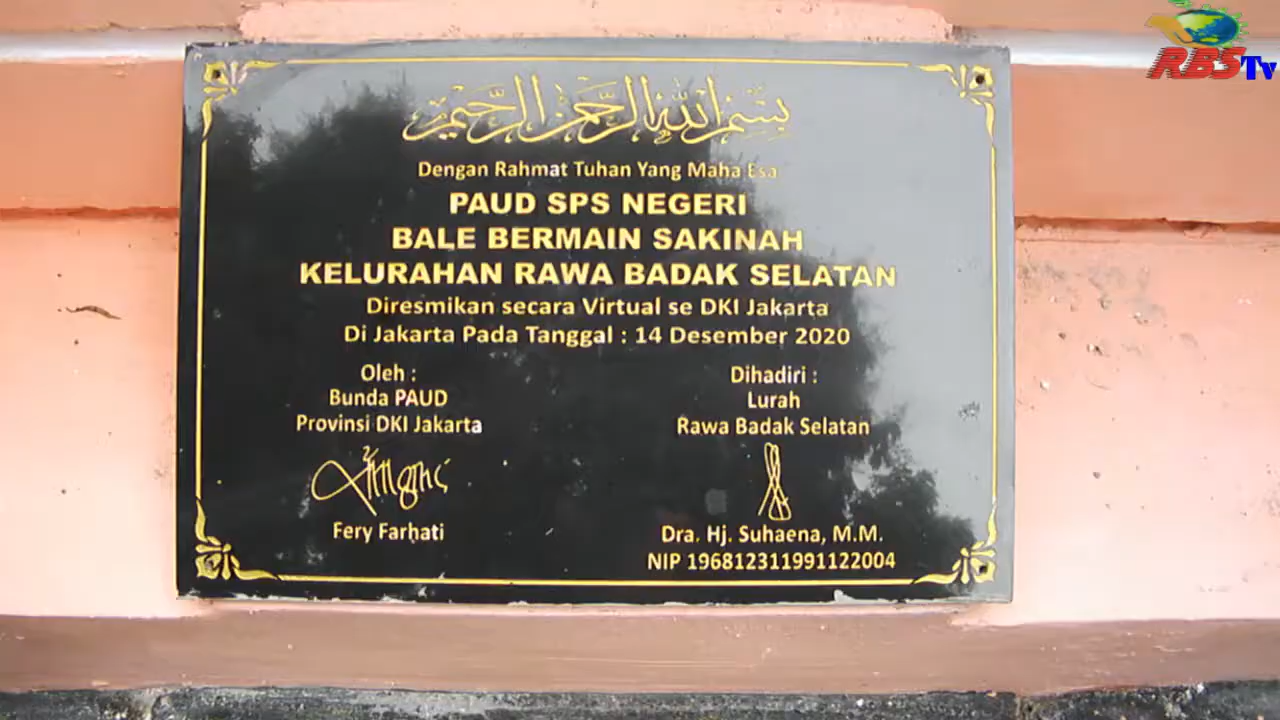 RBS Tv
بسم الله الرحمن الرحيم
Dengan Rahmat Tuhan Yang Maha Esa
PAUD SPS NEGERI
BALE BERMAIN SAKINAH
KELURAHAN RAWA BADAK SELATAN
Diresmikan secara Virtual se DKI Jakarta
Di Jakarta Pada Tanggal : 14 Desember 2020
Oleh :
Bunda PAUD
Provinsi DKI Jakarta
Fery Farhati
Dihadiri :
Lurah
Rawa Badak Selatan
Dra. Hj. Suhaena, M.M.
NIP 196812311991122004